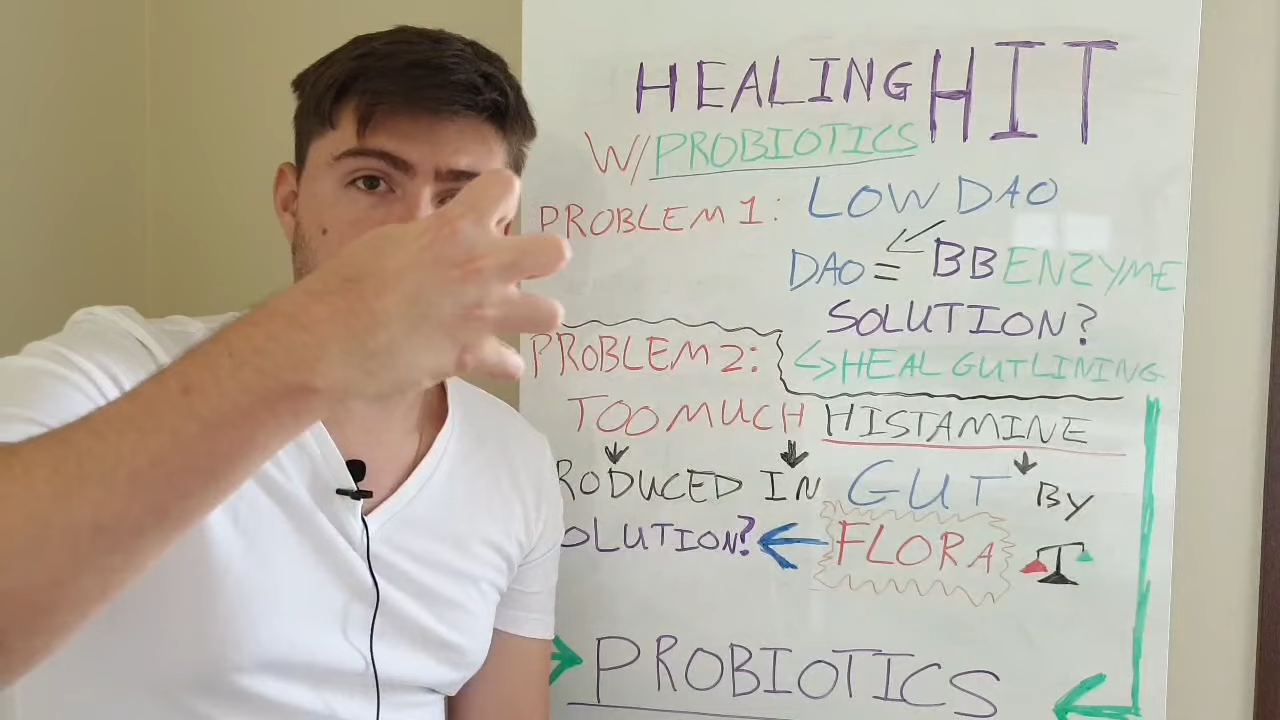 HEALING HIT
W/PROBIOTICS
PROBLEM 1: LOW DAO
DAO = BB ENZYME
SOLUTION?
PROBLEM 2: ↳HEAL GUT LINING
TOO MUCH HISTAMINE
RODUCED IN GUT BY
OLUTION? ← FLORA
PROBIOTICS